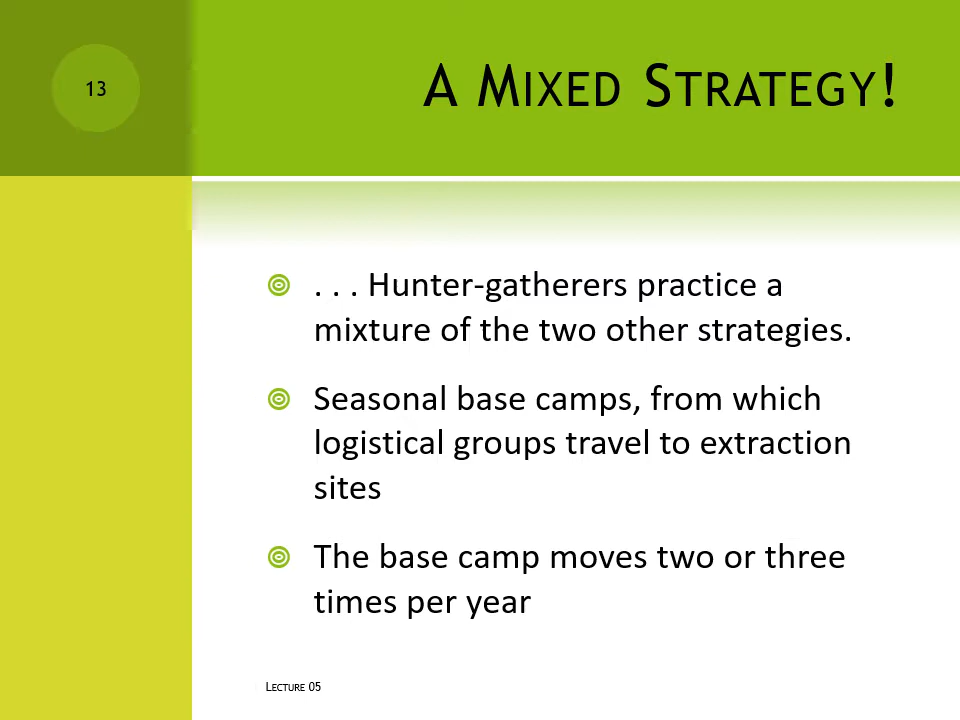 13
A MIXED STRATEGY!
. . . Hunter-gatherers practice a
mixture of the two other strategies.
Seasonal base camps, from which
logistical groups travel to extraction
sites
The base camp moves two or three
times per year
LECTURE 05